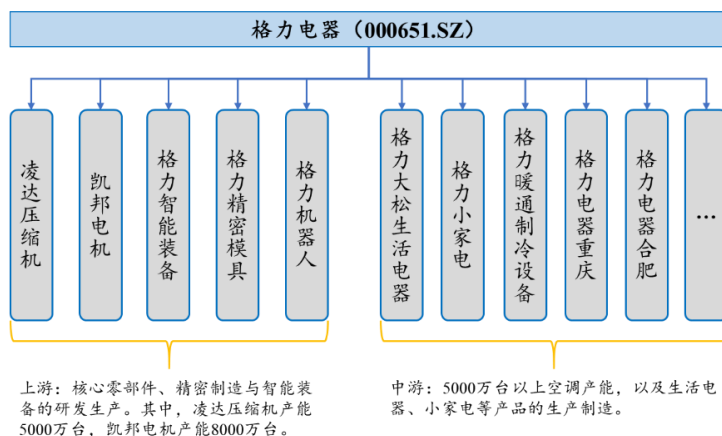 格力电器（000651.SZ）
凌达压缩机
凯邦电机
格力智能装备
格力精密模具
格力机器人
格力大松生活电器
格力小家电
格力暖通制冷设备
格力电器重庆
格力电器合肥
...
上游：核心零部件、精密制造与智能装
备的研发生产。其中，凌达压缩机产能
5000万台，凯邦电机产能8000万台。
中游：5000万台以上空调产能，以及生活电
器、小家电等产品的生产制造。